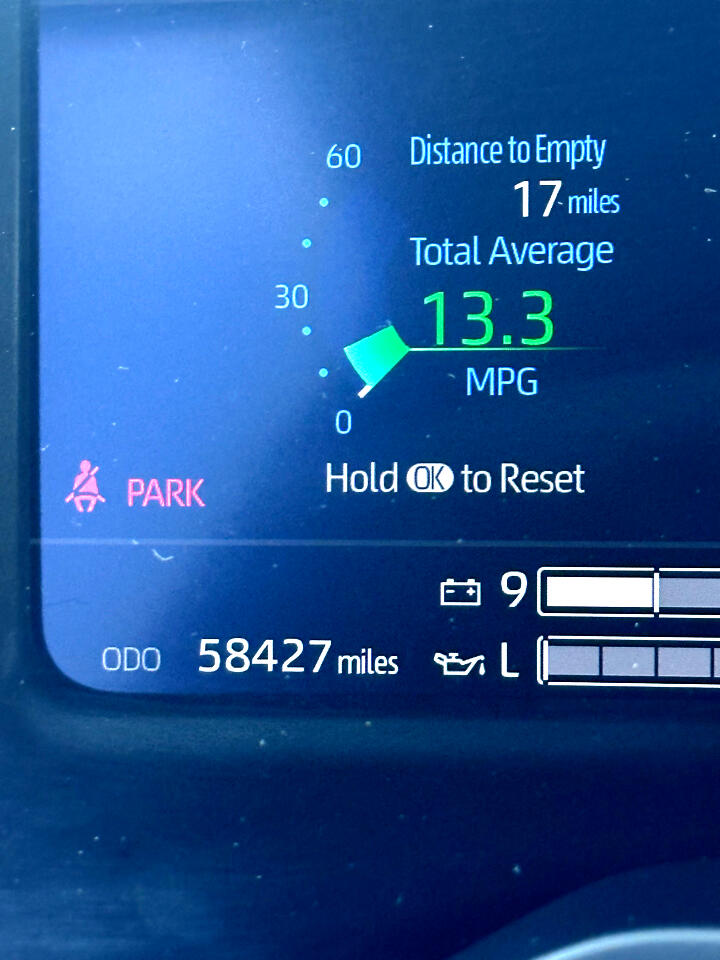 60
Distance to Empty
17 miles
Total Average
30
13.3
MPG
0
Hold OK to Reset
PARK
9
ODO 58427 miles
L